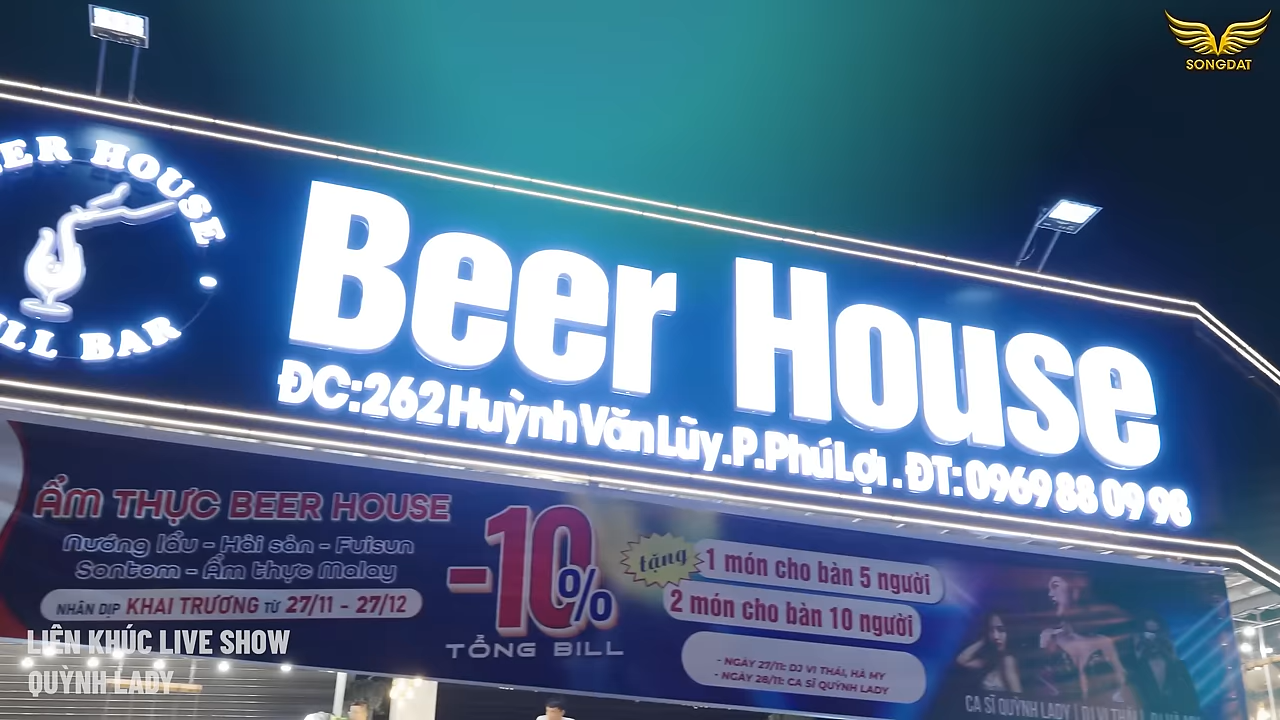 SONGDAT
BEER HOUSE
Beer House
BAR
ĐC:262 Huỳnh Văn Lũy.P.Phú Lợi. ĐT: 0969 88 09 98
ẨM THỰC BEER HOUSE
Nướng lẩu - Hải sản - Fuisun
Sontom - Ẩm thực Malay
NHÂN DỊP KHAI TRƯƠNG TỪ 27/11 - 27/12
-10%
TỔNG BILL
tặng
1 món cho bàn 5 người
2 món cho bàn 10 người
- NGÀY 27/11: DJ VI THÁI, HÀ MY
- NGÀY 28/11: CA SĨ QUỲNH LADY
CA SĨ QUỲNH LADY | DJ VI THÁI
LIÊN KHÚC LIVE SHOW
QUỲNH LADY